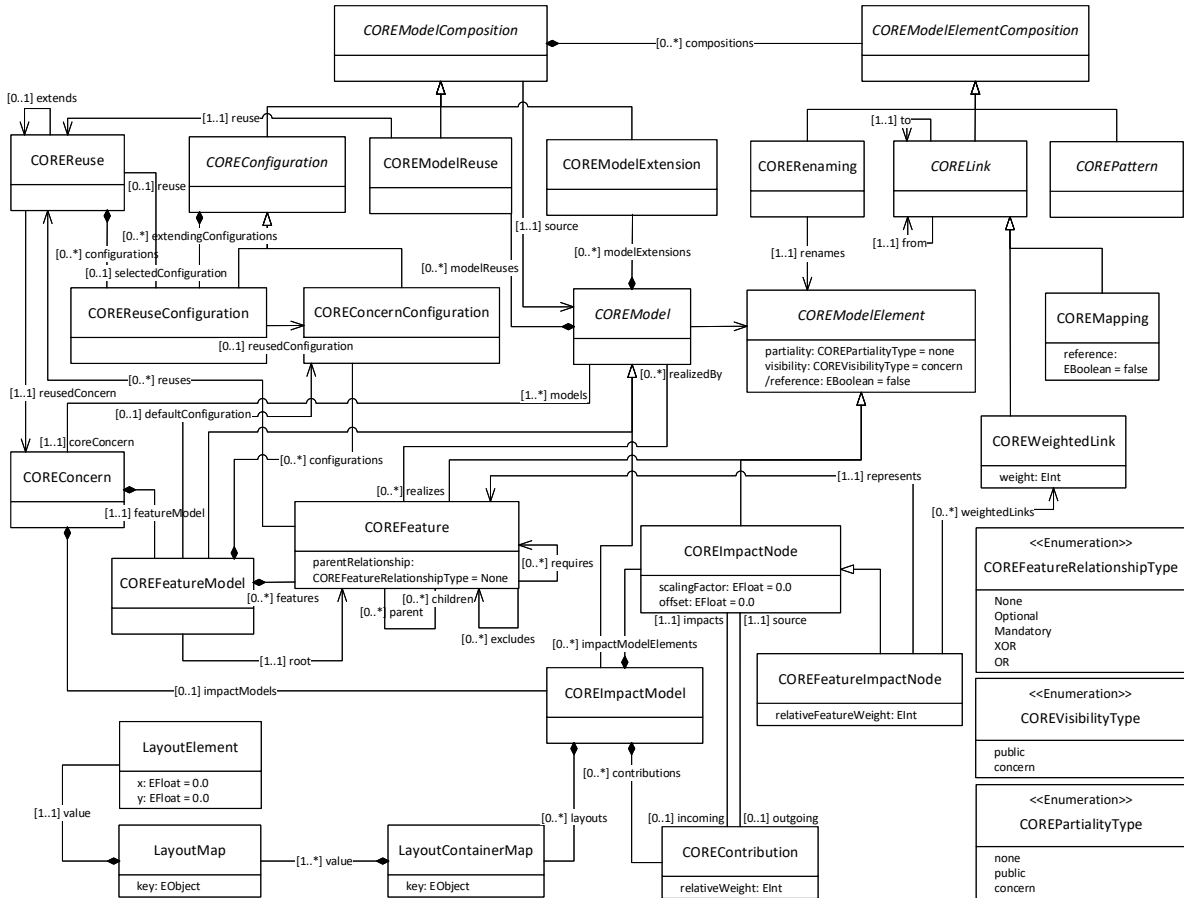 COREModelComposition
[0..*] compositions
COREModelElementComposition
[0..1] extends
[1..1] reuse
[1..1] to
COREReuse
COREConfiguration
COREModelReuse
COREModelExtension
CORERenaming
CORELink
COREPattern
[0..1] reuse
[1..1] source
[0..*] extendingConfigurations
[1..1] from
[0..*] configurations
[0..*] modelExtensions
[1..1] renames
[0..1] selectedConfiguration
[0..*] modelReuses
COREReuseConfiguration
COREConcernConfiguration
COREModel
COREModelElement
partiality: COREPartialityType = none
visibility: COREVisibilityType = concern
/reference: EBoolean = false
COREMapping
reference:
EBoolean = false
[0..1] reusedConfiguration
[0..*] reuses
[0..*] realizedBy
[1..1] reusedConcern
[1..*] models
[0..1] defaultConfiguration
[1..1] coreConcern
COREWeightedLink
weight: EInt
COREConcern
[0..*] configurations
[1..1] represents
[0..*] realizes
[1..1] featureModel
[0..*] weightedLinks
COREFeature
parentRelationship:
COREFeatureRelationshipType = None
[0..*] requires
COREImpactNode
scalingFactor: EFloat = 0.0
offset: EFloat = 0.0
<<Enumeration>>
COREFeatureRelationshipType
None
Optional
Mandatory
XOR
OR
COREFeatureModel
[0..*] features
[0..*] children
[0..*] parent
[0..*] excludes
[1..1] impacts
[1..1] source
[0..*] impactModelElements
[1..1] root
COREFeatureImpactNode
relativeFeatureWeight: EInt
[0..1] impactModels
COREImpactModel
<<Enumeration>>
COREVisibilityType
public
concern
LayoutElement
x: EFloat = 0.0
y: EFloat = 0.0
[0..*] contributions
[1..1] value
[0..*] layouts
[0..1] incoming
[0..1] outgoing
<<Enumeration>>
COREPartialityType
none
public
concern
LayoutMap
key: EObject
[1..*] value
LayoutContainerMap
key: EObject
COREContribution
relativeWeight: EInt